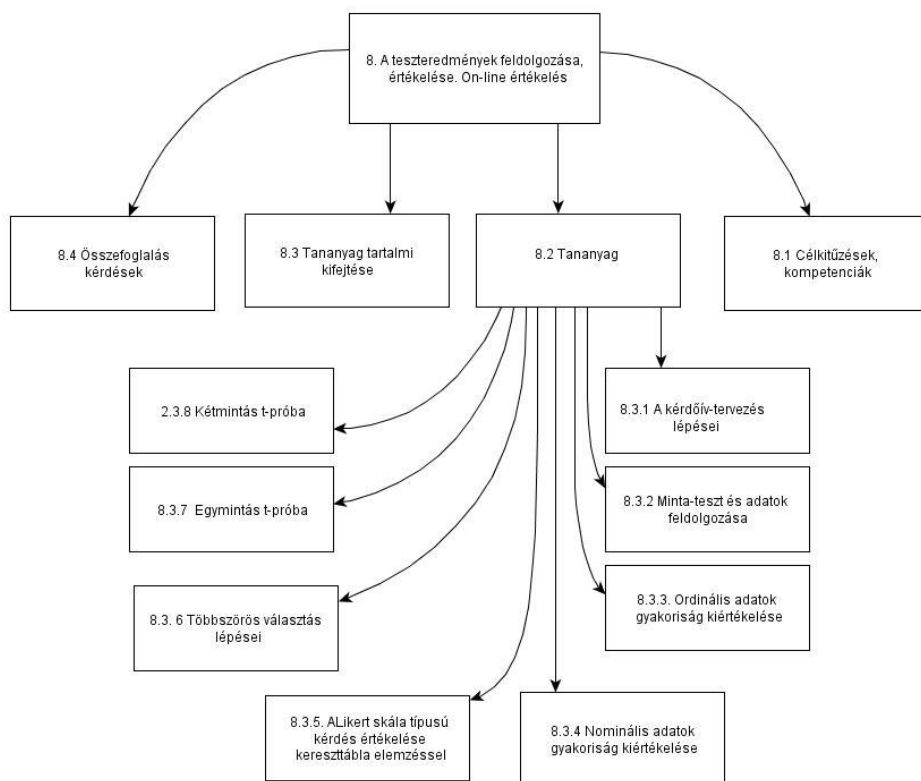 8. A teszteredmények feldolgozása,
értékelése. On-line értékelés
8.4 Összefoglalás
kérdések
8.3 Tananyag tartalmi
kifejtése
8.2 Tananyag
8.1 Célkitűzések,
kompetenciák
2.3.8 Kétmintás t-próba
8.3.1 A kérdőív-tervezés
lépései
8.3.7 Egymintás t-próba
8.3.2 Minta-teszt és adatok
feldolgozása
8.3. 6 Többszörös választás
lépései
8.3.3. Ordinális adatok
gyakoriság kiértékelése
8.3.5. ALikert skála típusú
kérdés értékelése
kereszttábla elemzéssel
8.3.4 Nominális adatok
gyakoriság kiértékelése